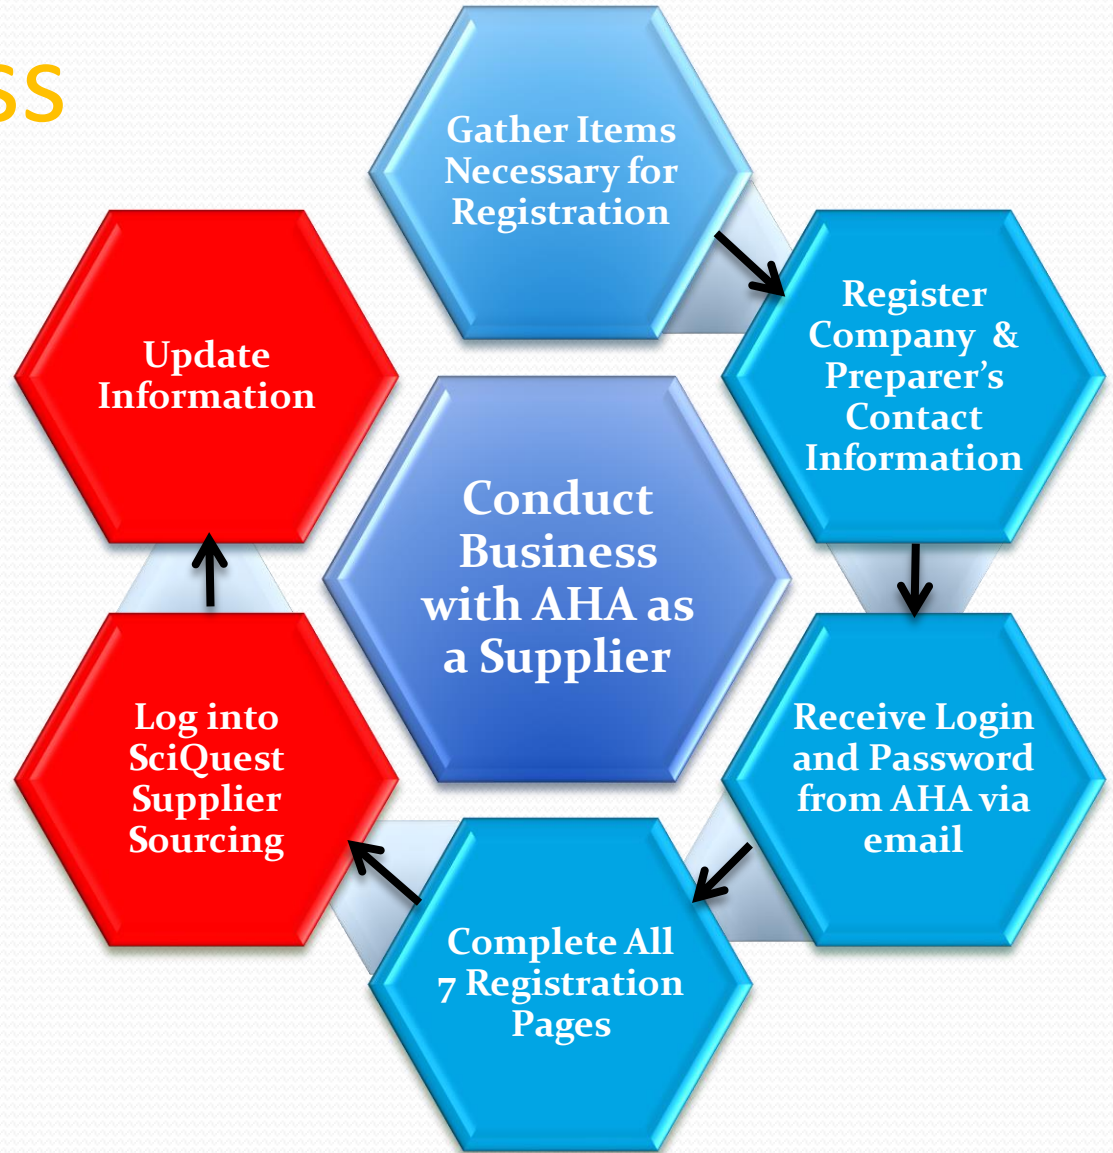 ss
Gather Items
Necessary for
Registration
Register
Company &
Preparer's
Contact
Information
Receive Login
and Password
from AHA via
email
Complete All
7 Registration
Pages
Log into
SciQuest
Supplier
Sourcing
Update
Information
Conduct
Business
with AHA as
a Supplier